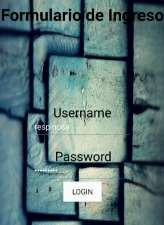 Formulario de Ingreso
Username
respinosa
Password
LOGIN